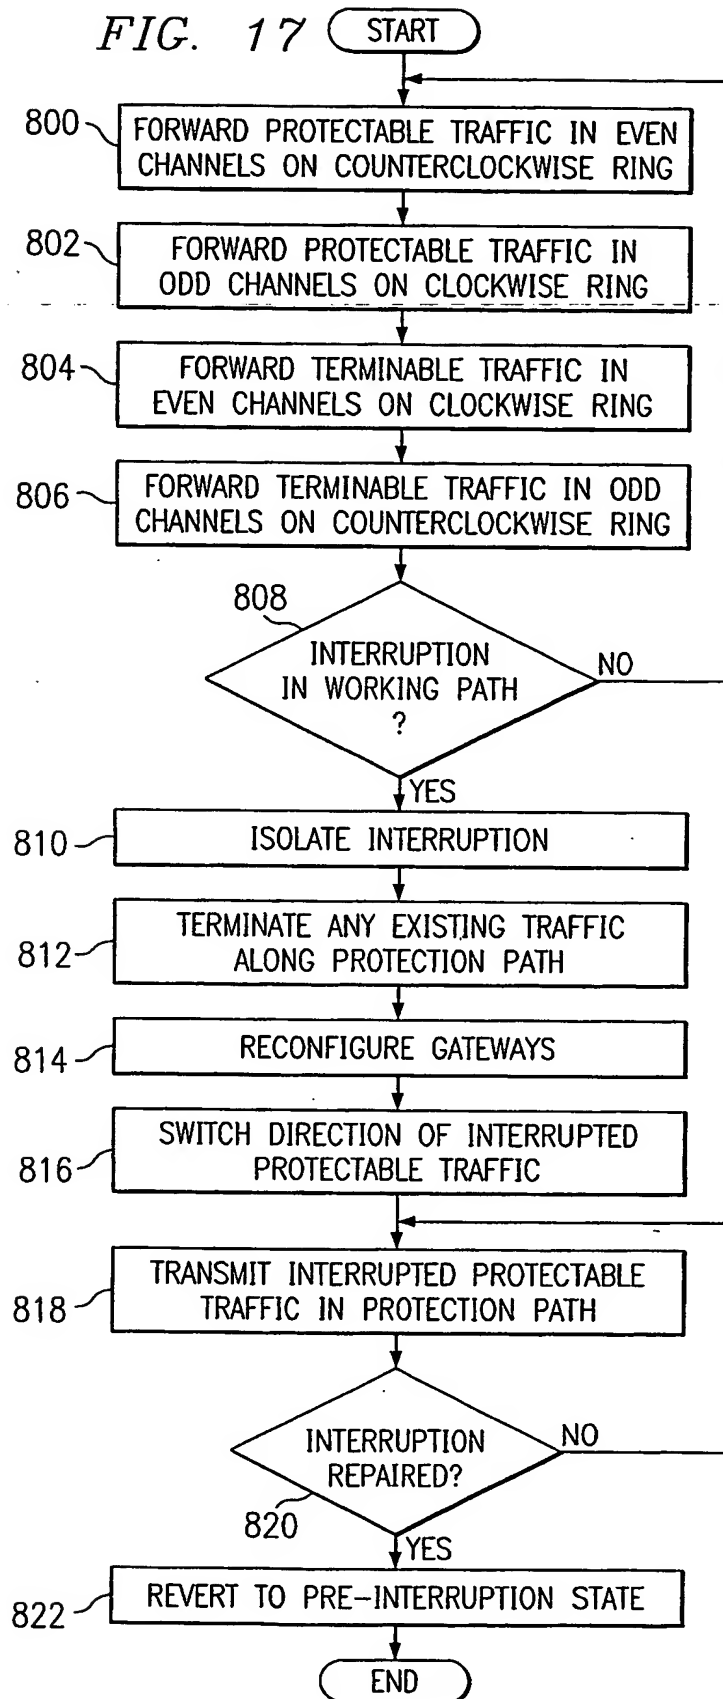 FIG. 17
START
800
FORWARD PROTECTABLE TRAFFIC IN EVEN
CHANNELS ON COUNTERCLOCKWISE RING
802
FORWARD PROTECTABLE TRAFFIC IN
ODD CHANNELS ON CLOCKWISE RING
804
FORWARD TERMINABLE TRAFFIC IN
EVEN CHANNELS ON CLOCKWISE RING
806
FORWARD TERMINABLE TRAFFIC IN ODD
CHANNELS ON COUNTERCLOCKWISE RING
808
INTERRUPTION
IN WORKING PATH
?
NO
YES
810
ISOLATE INTERRUPTION
812
TERMINATE ANY EXISTING TRAFFIC
ALONG PROTECTION PATH
814
RECONFIGURE GATEWAYS
816
SWITCH DIRECTION OF INTERRUPTED
PROTECTABLE TRAFFIC
818
TRANSMIT INTERRUPTED PROTECTABLE
TRAFFIC IN PROTECTION PATH
INTERRUPTION
REPAIRED?
NO
820
YES
822
REVERT TO PRE-INTERRUPTION STATE
END